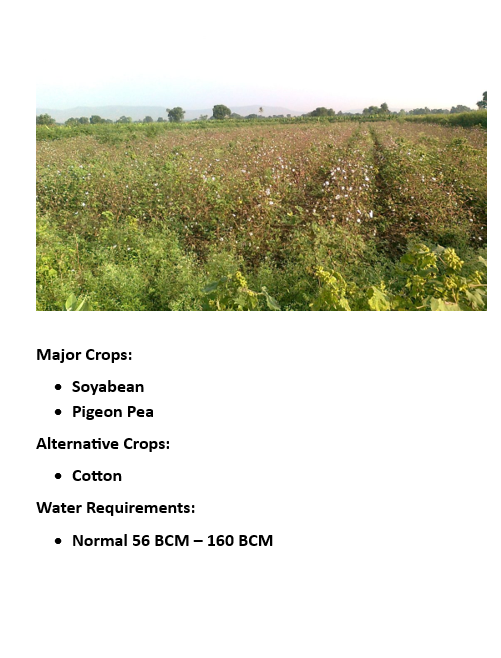 Major Crops:
• Soyabean
• Pigeon Pea
Alternative Crops:
• Cotton
Water Requirements:
• Normal 56 BCM – 160 BCM